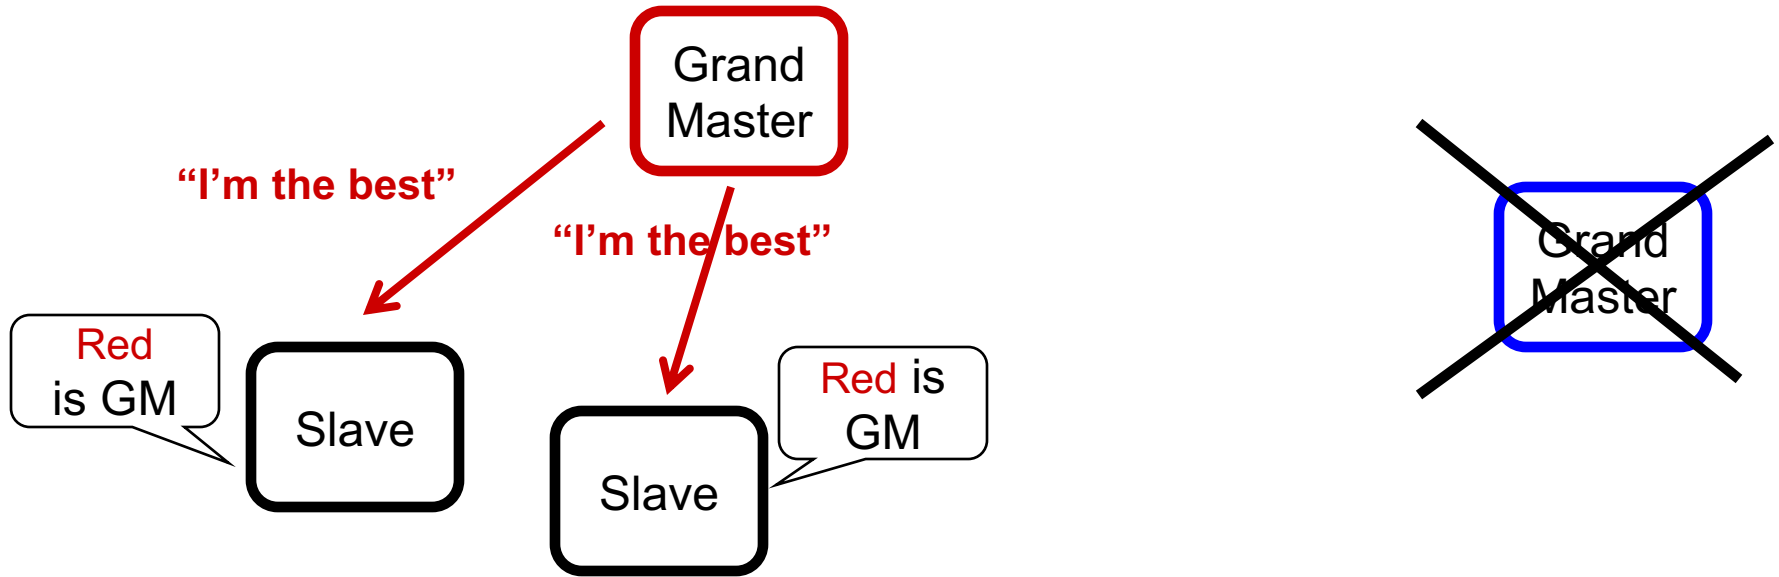 Grand
Master
“I’m the best”
“I’m the best”
Red
is GM
Slave
Red is
GM
Slave
Grand
Master